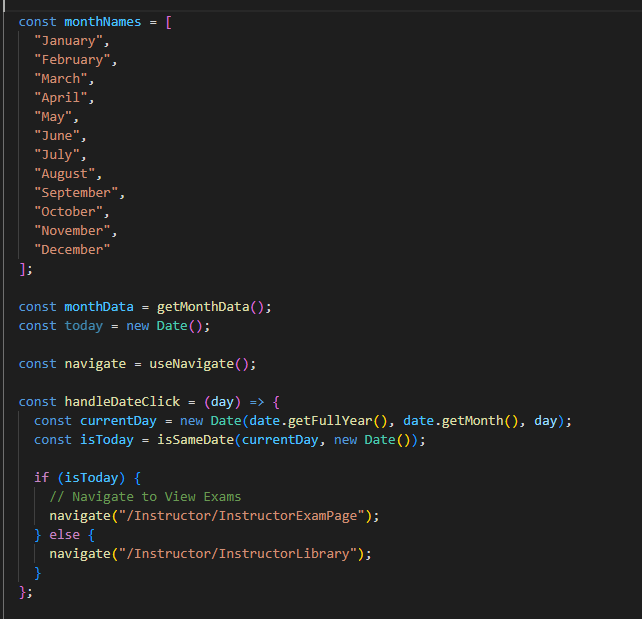 const monthNames = [
"January",
"February",
"March",
"April",
"May",
"June",
"July",
"August",
"September",
"October",
"November",
"December"
];
const monthData = getMonthData();
const today = new Date();
const navigate = useNavigate();
const handleDateClick = (day) => {
const currentDay = new Date(date.getFullYear(), date.getMonth(), day);
const isToday = isSameDate(currentDay, new Date());
if (isToday) {
// Navigate to View Exams
navigate("/Instructor/InstructorExamPage");
} else {
navigate("/Instructor/InstructorLibrary");
}
};